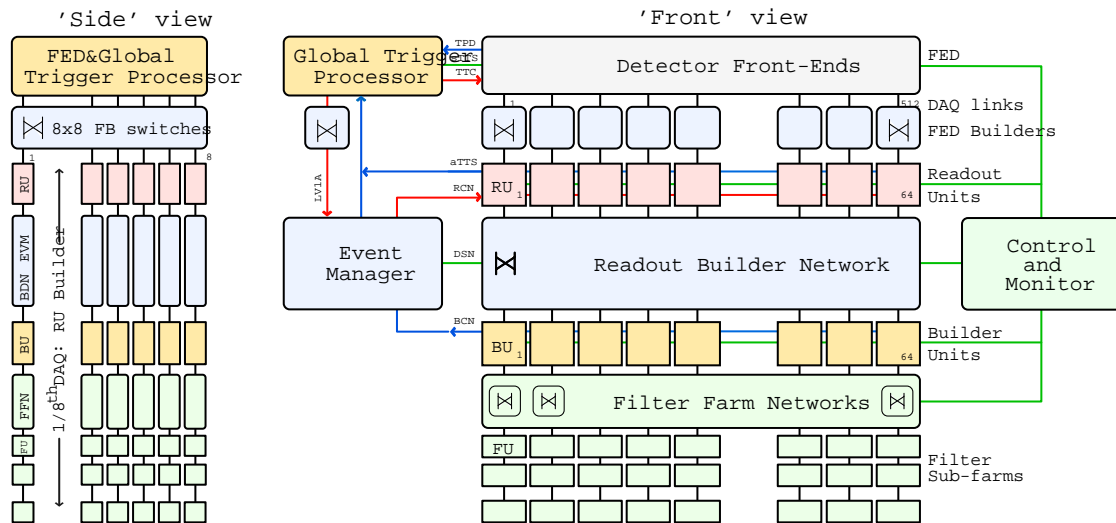 'Side' view
FED&Global
Trigger Processor
8x8 FB switches
1
8
RU
BDN EVM
BU
FFN
FU
1/8th DAQ: RU Builder
'Front' view
Global Trigger
Processor
TPD
TTC
Detector Front-Ends
FED
1
512
DAQ links
FED Builders
LV1A
aTTS
RCN
RU
1
64
Readout
Units
Event
Manager
DSN
Readout Builder Network
Control
and
Monitor
BCN
BU
1
64
Builder
Units
Filter Farm Networks
FU
Filter
Sub-farms